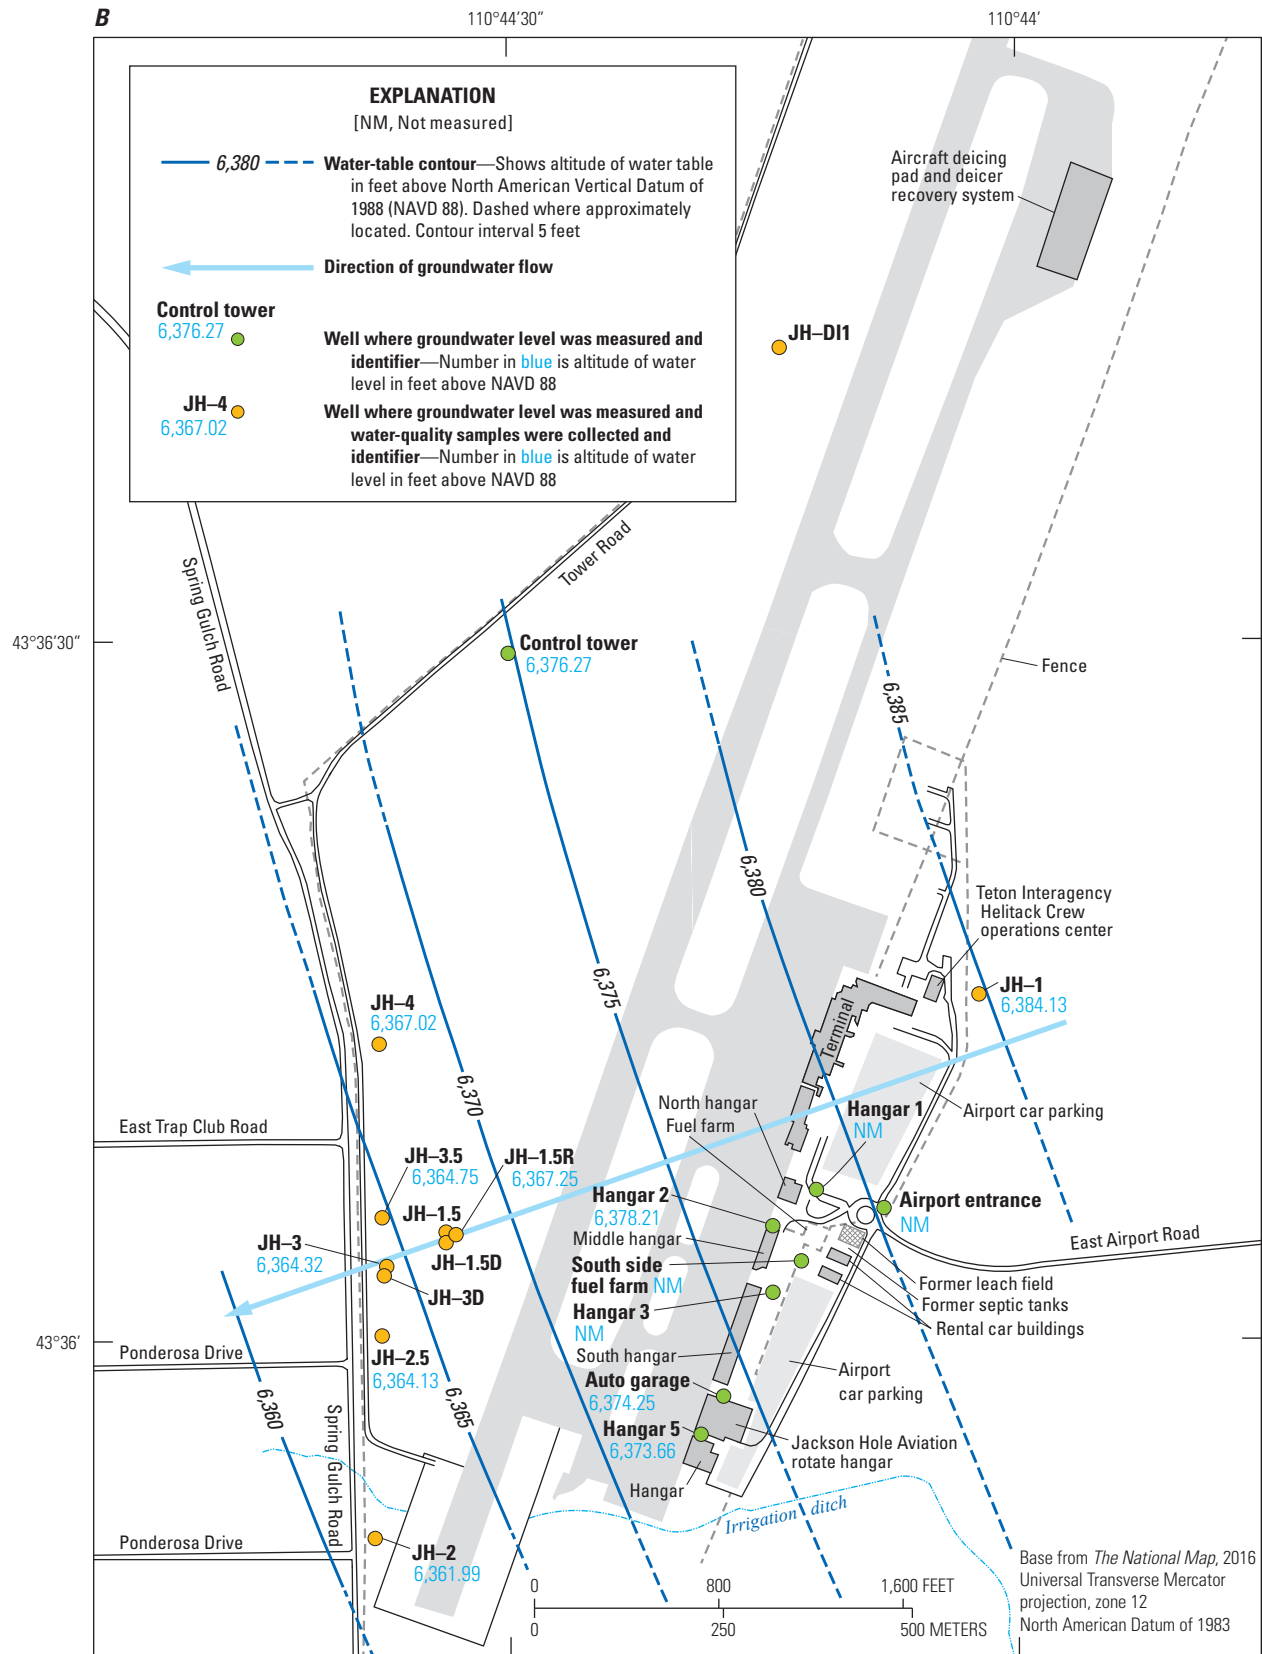 B
110°44'30"
110°44'
EXPLANATION
[NM, Not measured]
6,380
Water-table contour—Shows altitude of water table
in feet above North American Vertical Datum of
1988 (NAVD 88). Dashed where approximately
located. Contour interval 5 feet
Direction of groundwater flow
Control tower
6,376.27
Well where groundwater level was measured and
identifier—Number in blue is altitude of water
level in feet above NAVD 88
JH–4
6,367.02
Well where groundwater level was measured and
water-quality samples were collected and
identifier—Number in blue is altitude of water
level in feet above NAVD 88
Aircraft deicing
pad and deicer
recovery system
JH–DI1
Spring Gulch Road
Tower Road
43°36'30"
Control tower
6,376.27
Fence
6,385
6,380
Teton Interagency
Helitack Crew
operations center
6,375
JH–1
6,384.13
JH–4
6,367.02
Terminal
6,370
North hangar
Fuel farm
Hangar 1
NM
Airport car parking
East Trap Club Road
JH–3.5
6,364.75
JH–1.5R
6,367.25
Hangar 2
6,378.21
Airport entrance
NM
JH–1.5
Middle hangar
East Airport Road
JH–3
6,364.32
JH–1.5D
South side
fuel farm NM
Former leach field
JH–3D
Former septic tanks
Hangar 3
NM
Rental car buildings
43°36'
Ponderosa Drive
JH–2.5
6,364.13
South hangar
Airport
car parking
Auto garage
6,374.25
6,360
6,365
Hangar 5
6,373.66
Jackson Hole Aviation
rotate hangar
Spring Gulch Road
Hangar
Irrigation ditch
Ponderosa Drive
JH–2
6,361.99
0 800 1,600 FEET
0 250 500 METERS
Base from The National Map, 2016
Universal Transverse Mercator
projection, zone 12
North American Datum of 1983